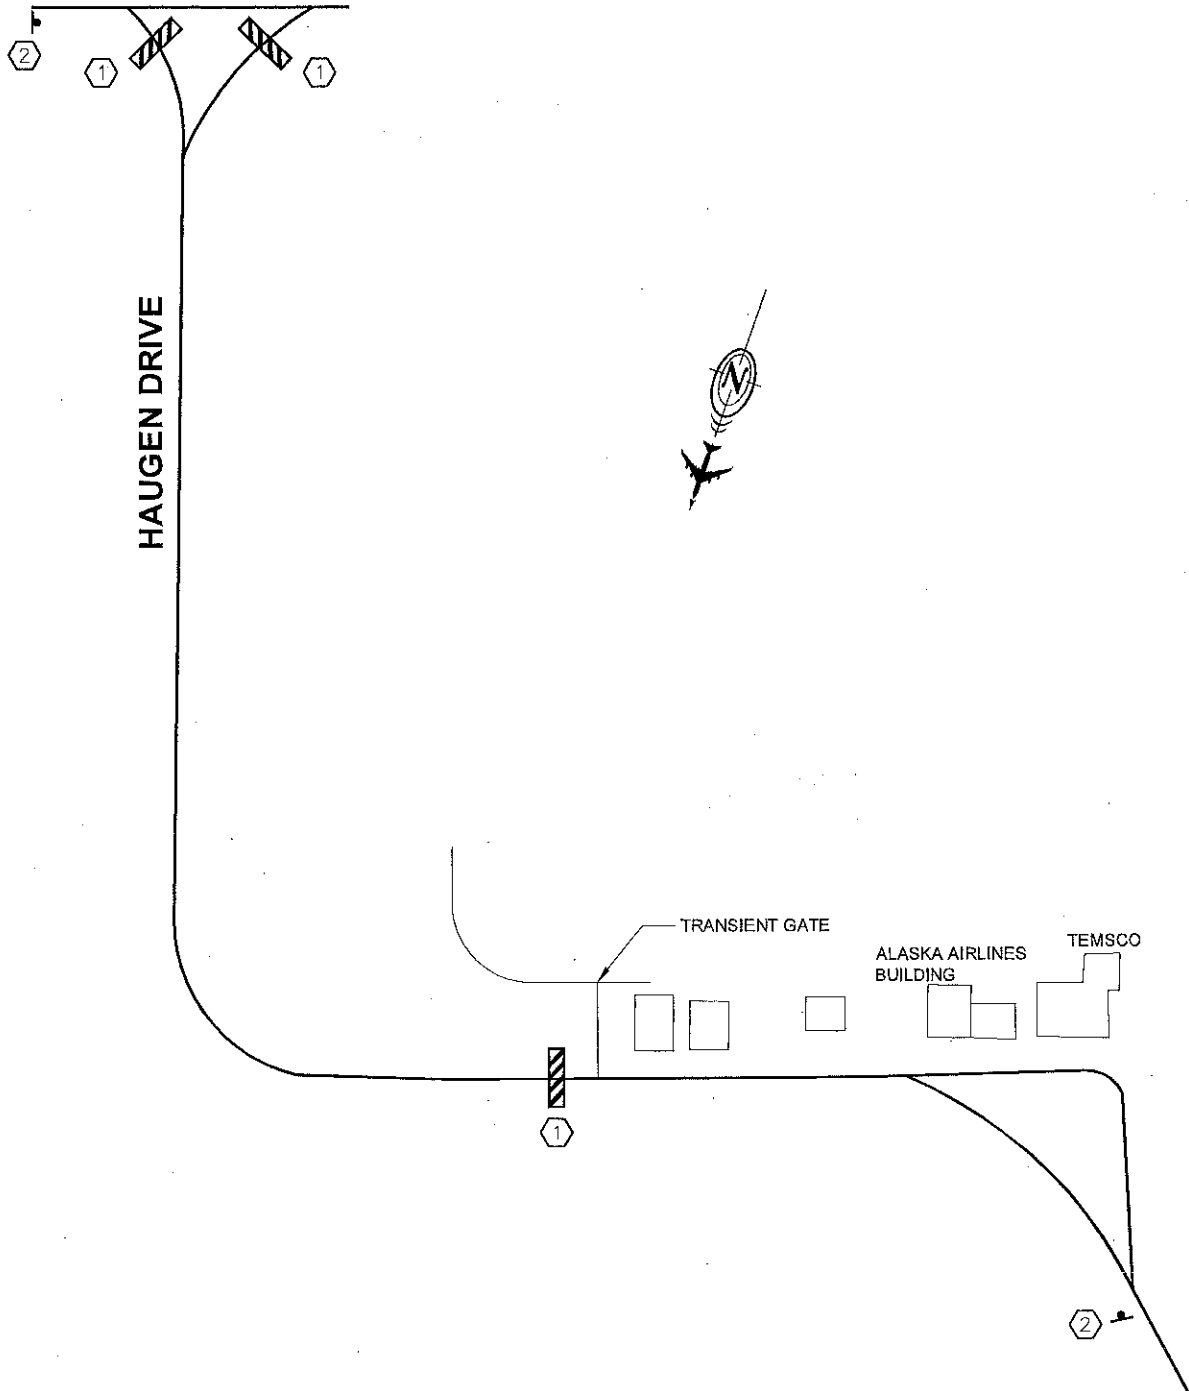 2
1
1
HAUGEN DRIVE
N
TRANSIENT GATE
ALASKA AIRLINES
BUILDING
TEMSCO
1
2